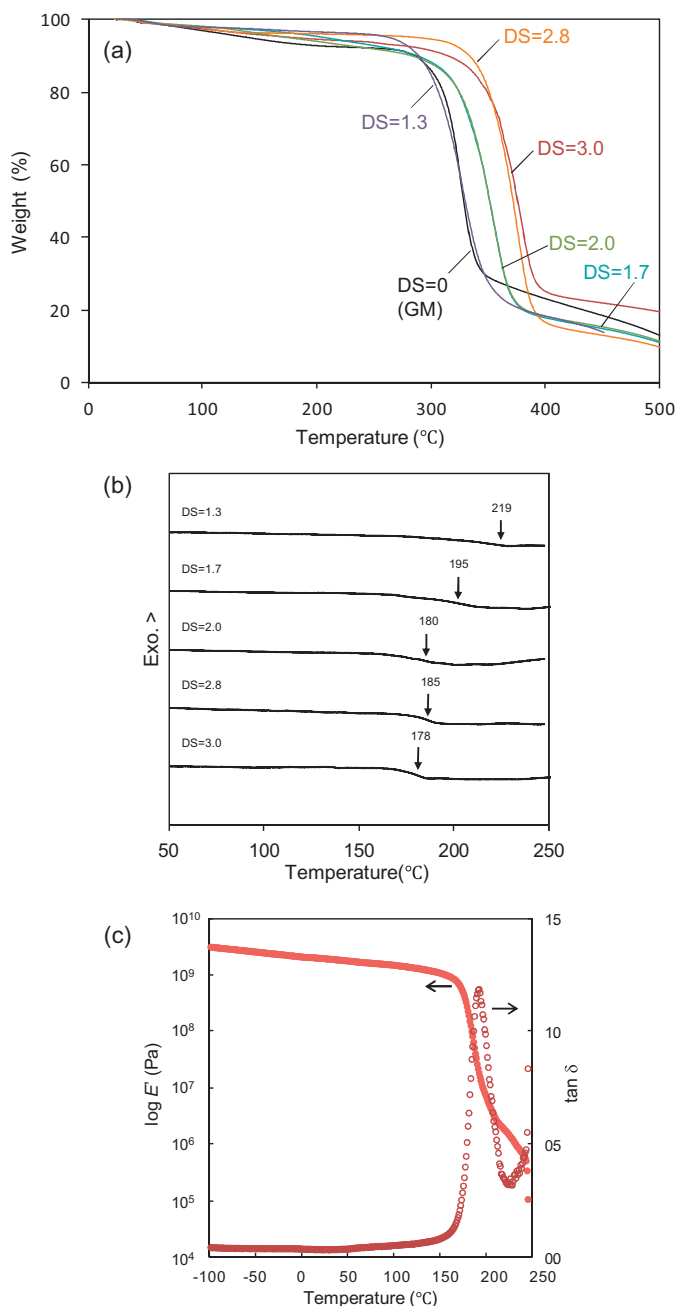 (a)
100
80
60
40
20
0
Weight (%)
DS=2.8
DS=1.3
DS=3.0
DS=2.0
DS=0
(GM)
DS=1.7
0 100 200 300 400 500
Temperature (℃)
(b)
Exo. >
DS=1.3
219
DS=1.7
195
DS=2.0
180
DS=2.8
185
DS=3.0
178
50 100 150 200 250
Temperature(℃)
(c)
10¹⁰
10⁹
10⁸
10⁷
10⁶
10⁵
10⁴
log E' (Pa)
15
10
05
00
tan δ
-100 -50 0 50 100 150 200 250
Temperature (℃)